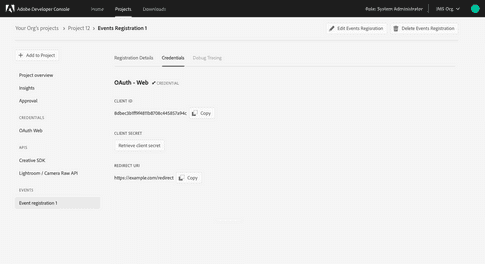 Adobe Developer Console
Home
Projects
Downloads
Role: System Administrator
JMS Org
Your Org's projects
Project 12
Events Registration 1
Edit Events Registration
Delete Events Registration
Add to Project
Project overview
Insights
Approval
CREDENTIALS
OAuth Web
APIS
Creative SDK
Lightroom / Camera Raw API
EVENTS
Event registration 1
Registration Details
Credentials
Debug Tracing
OAuth - Web
CREDENTIAL
CLIENT ID
Copy
CLIENT SECRET
Retrieve client secret
REDIRECT URI
https://example.com/redirect
Copy